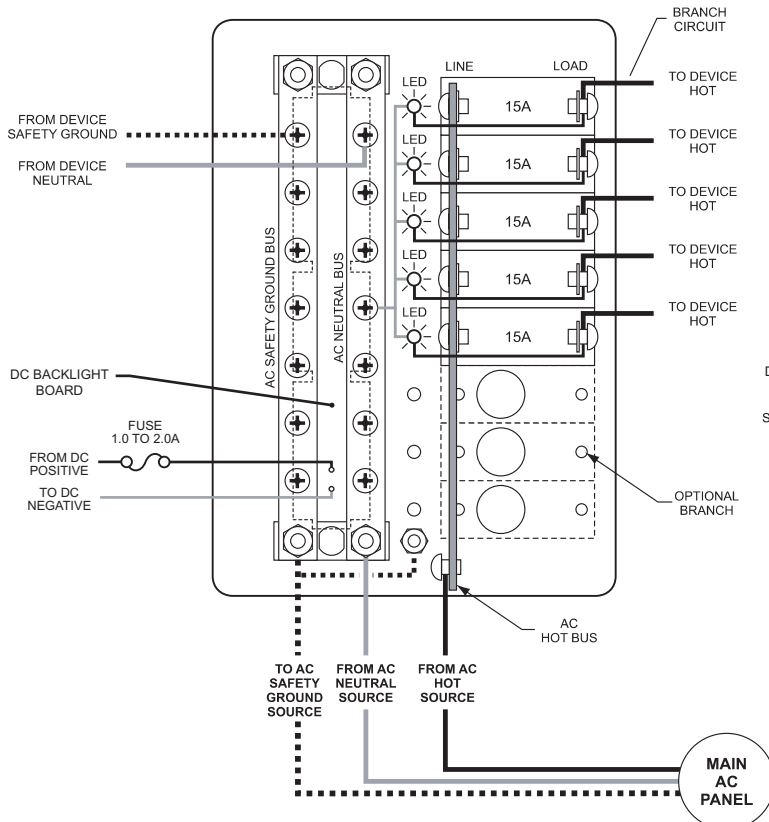 BRANCH
CIRCUIT
LINE
LOAD
LED
15A
TO DEVICE
HOT
FROM DEVICE
SAFETY GROUND
FROM DEVICE
NEUTRAL
LED
15A
TO DEVICE
HOT
LED
15A
TO DEVICE
HOT
LED
15A
TO DEVICE
HOT
LED
15A
TO DEVICE
HOT
AC SAFETY GROUND BUS
AC NEUTRAL BUS
DC BACKLIGHT
BOARD
FUSE
1.0 TO 2.0A
FROM DC
POSITIVE
TO DC
NEGATIVE
D
S
OPTIONAL
BRANCH
AC
HOT BUS
TO AC
SAFETY
GROUND
SOURCE
FROM AC
NEUTRAL
SOURCE
FROM AC
HOT
SOURCE
MAIN
AC
PANEL